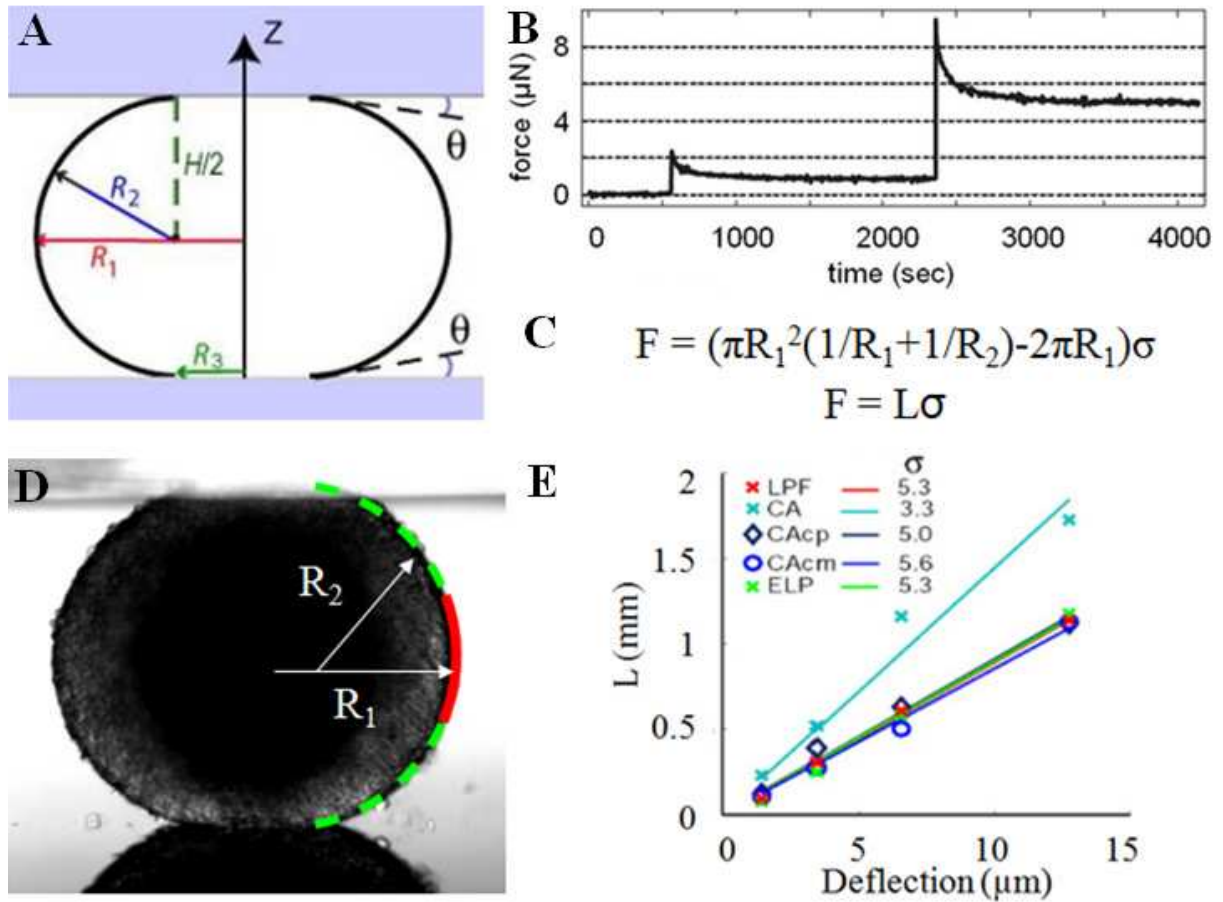 A
Z
H/2
R₂
R₁
R₃
θ
θ
B
force (µN)
8
6
4
2
0
0 1000 2000 3000 4000
time (sec)
C
F = (πR₁²(1/R₁+1/R₂)-2πR₁)σ
F = Lσ
D
R₂
R₁
E
σ
LPF 5.3
CA 3.3
CAcp 5.0
CAcm 5.6
ELP 5.3
L (mm)
2
1.5
1
0.5
0
0 5 10 15
Deflection (µm)